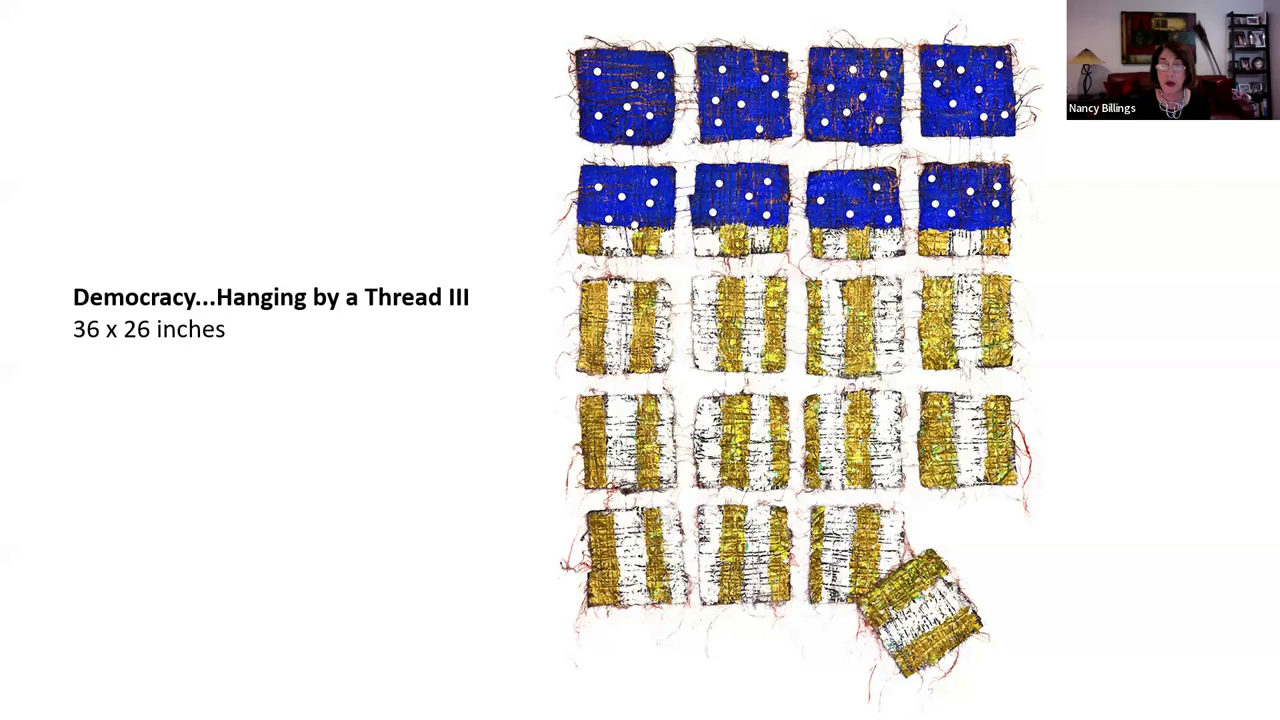 Democracy...Hanging by a Thread III
36 x 26 inches
Nancy Billings